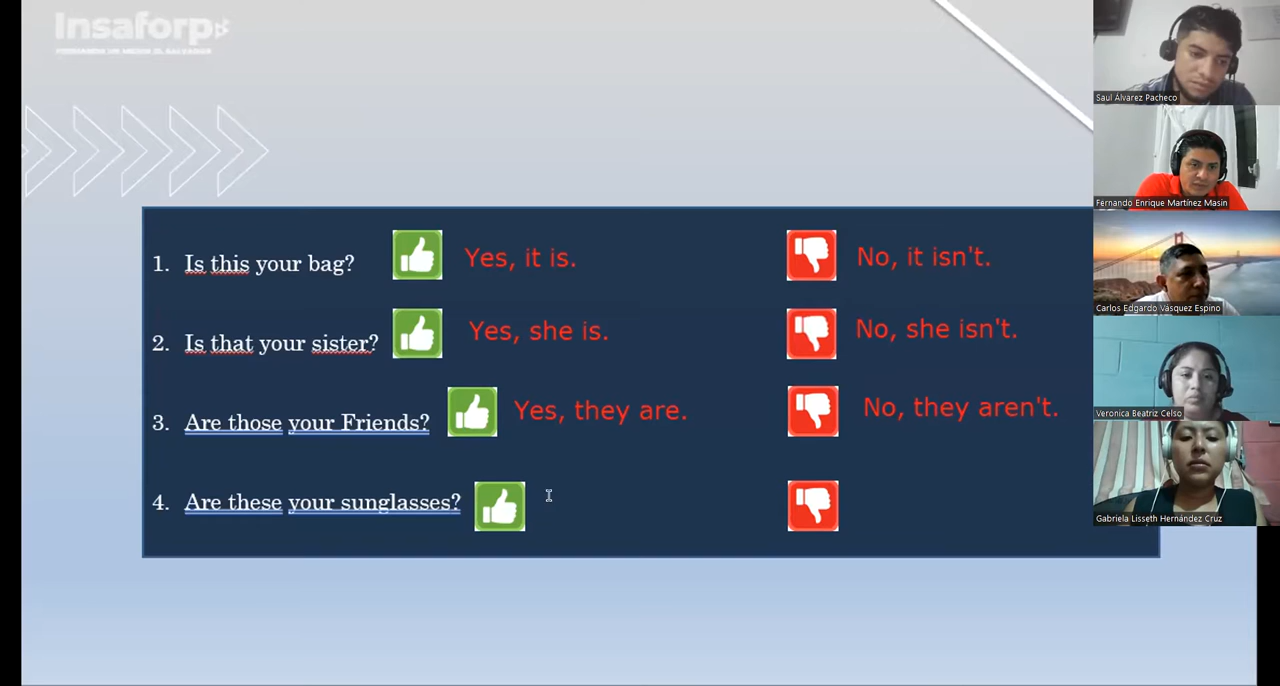 Insaforp
1. Is this your bag? Yes, it is. No, it isn't.
2. Is that your sister? Yes, she is. No, she isn't.
3. Are those your Friends? Yes, they are. No, they aren't.
4. Are these your sunglasses?
Saul Álvarez Pacheco
Fernando Enrique Martínez Masin
Carlos Edgardo Vásquez Espino
Veronica Beatriz Celso
Gabriela Lisseth Hernández Cruz